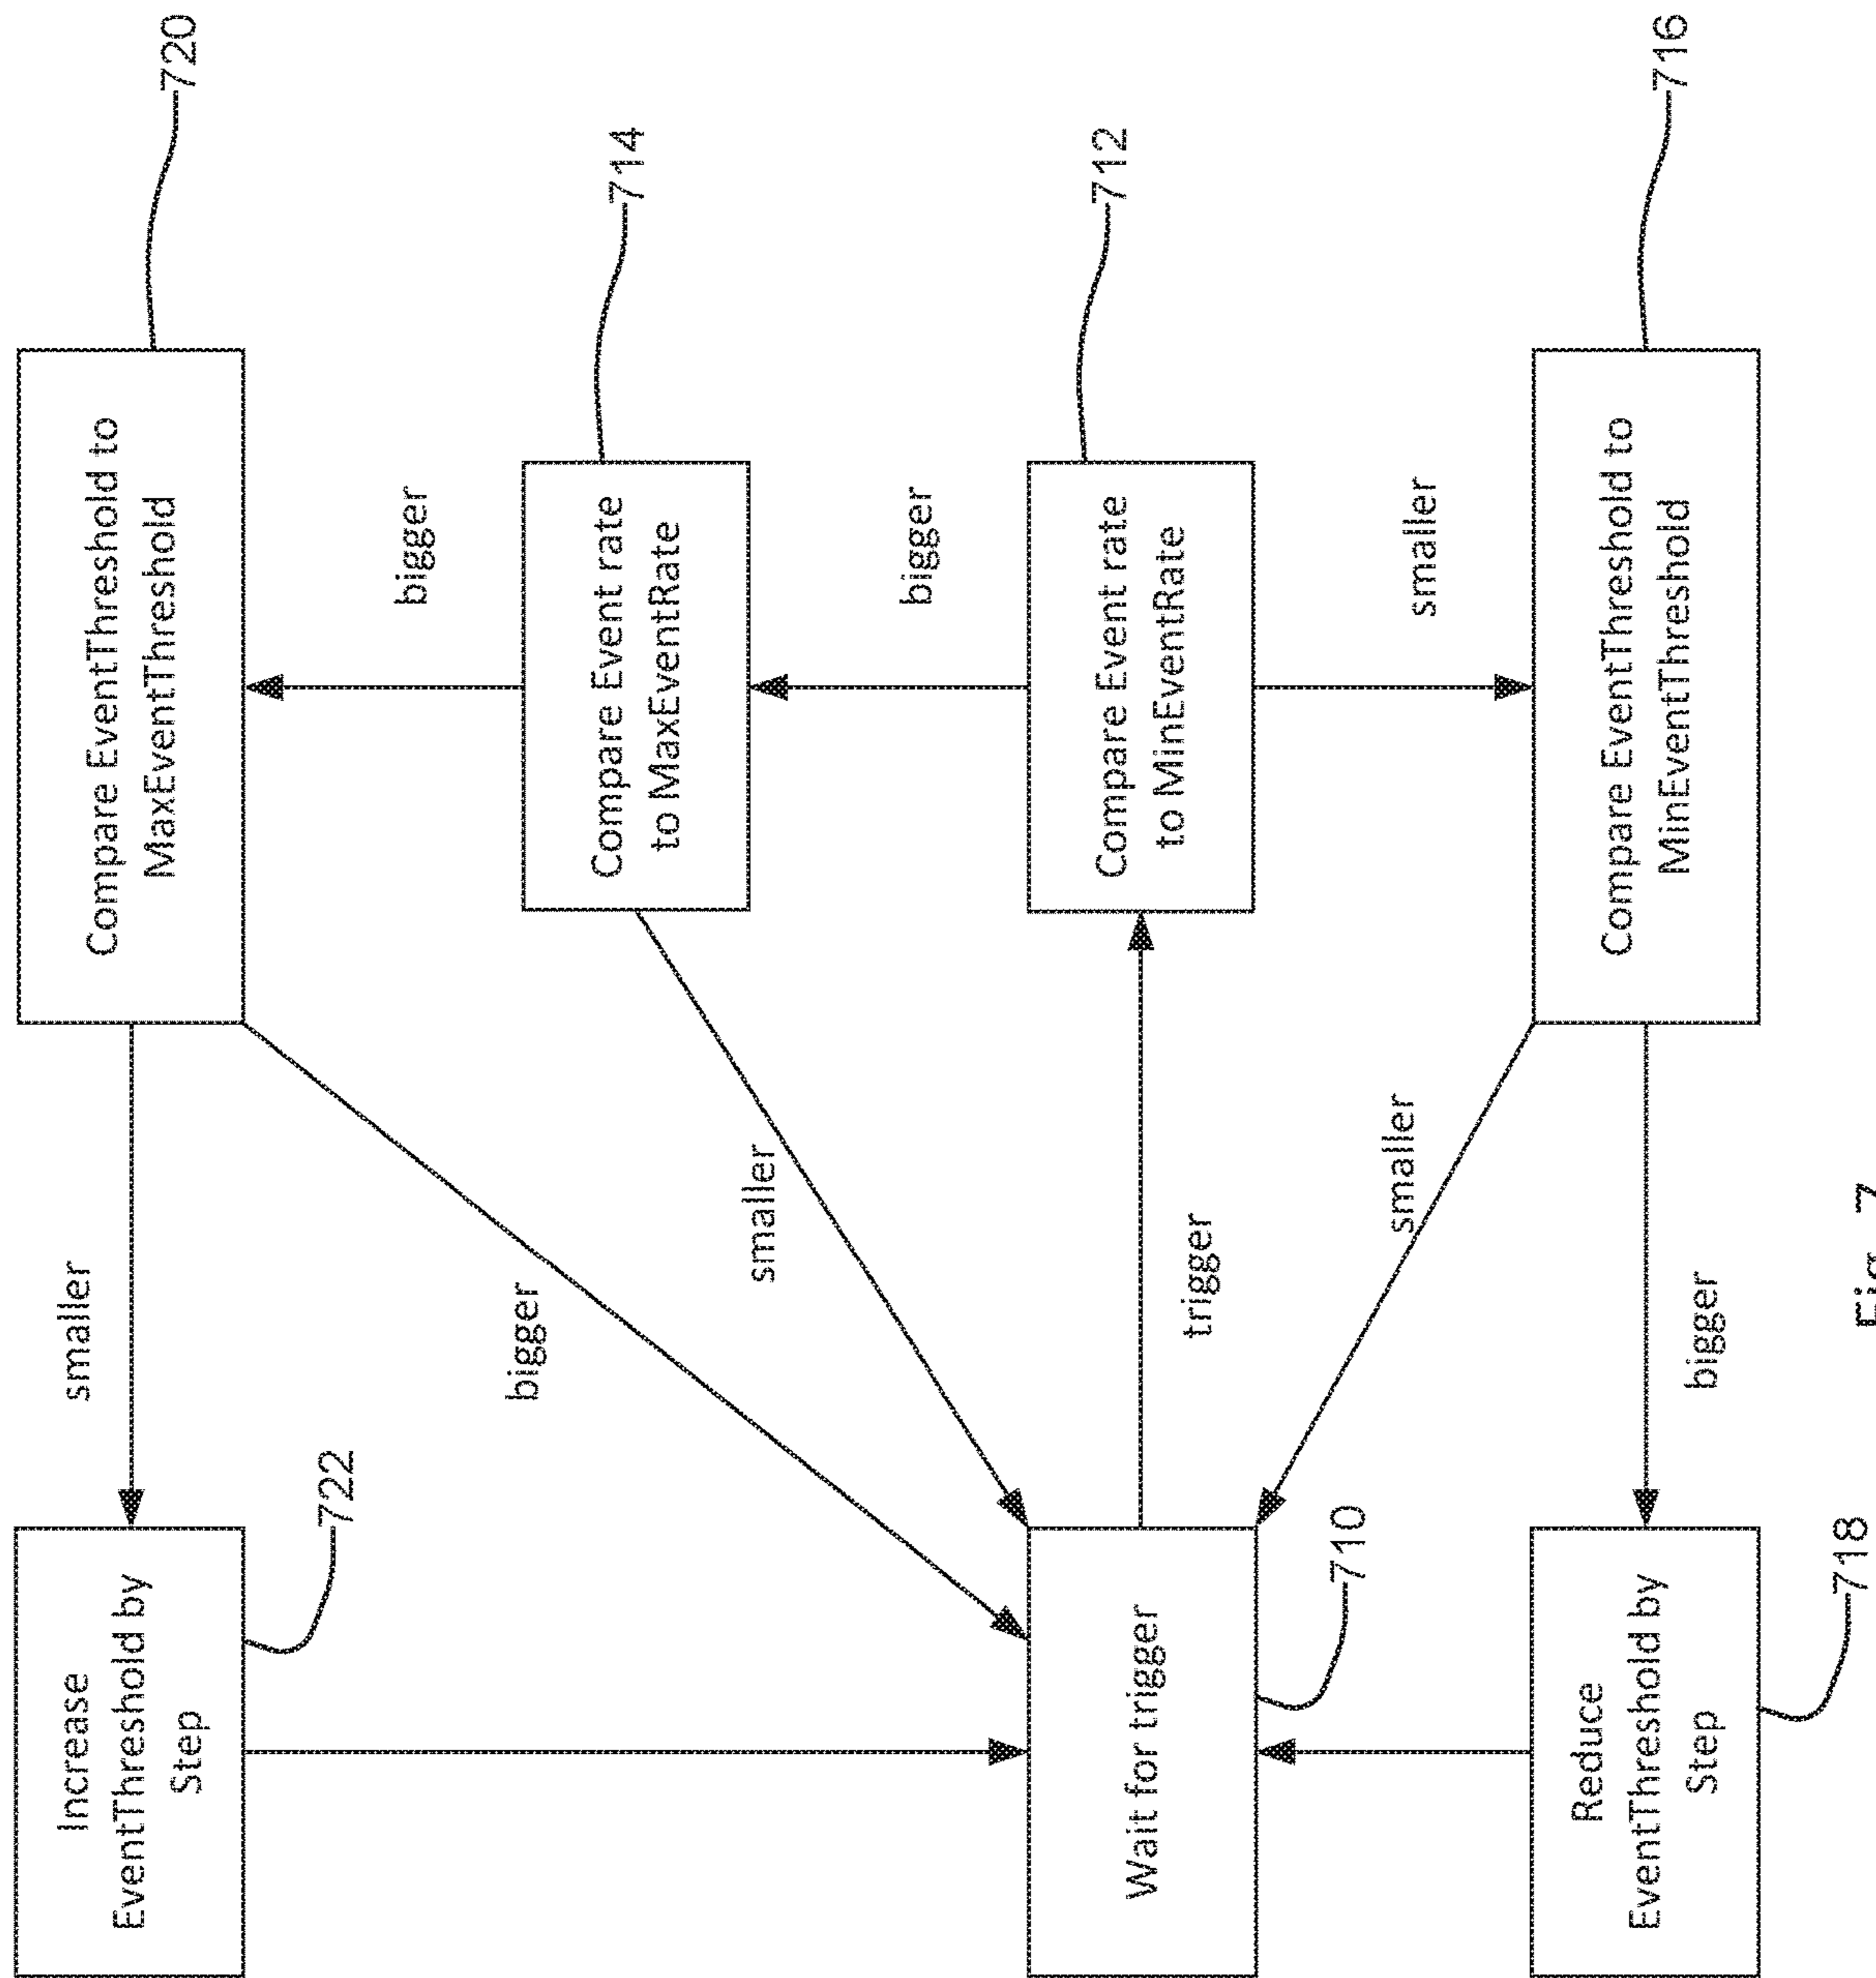 Increase
EventThreshold by
Step
722
smaller
Compare EventThreshold to
MaxEventThreshold
720
bigger
bigger
smaller
Compare Event rate
to MaxEventRate
714
bigger
Wait for trigger
710
trigger
Compare Event rate
to MinEventRate
712
smaller
smaller
Reduce
EventThreshold by
Step
718
bigger
Compare EventThreshold to
MinEventThreshold
716
Fig. 7